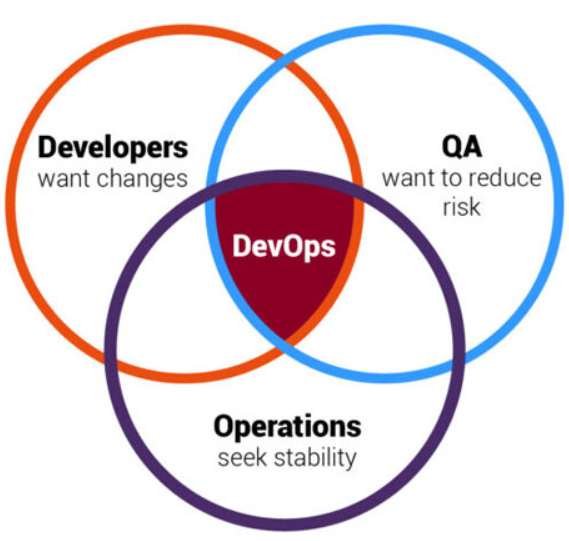 Developers
want changes
QA
want to reduce
risk
DevOps
Operations
seek stability